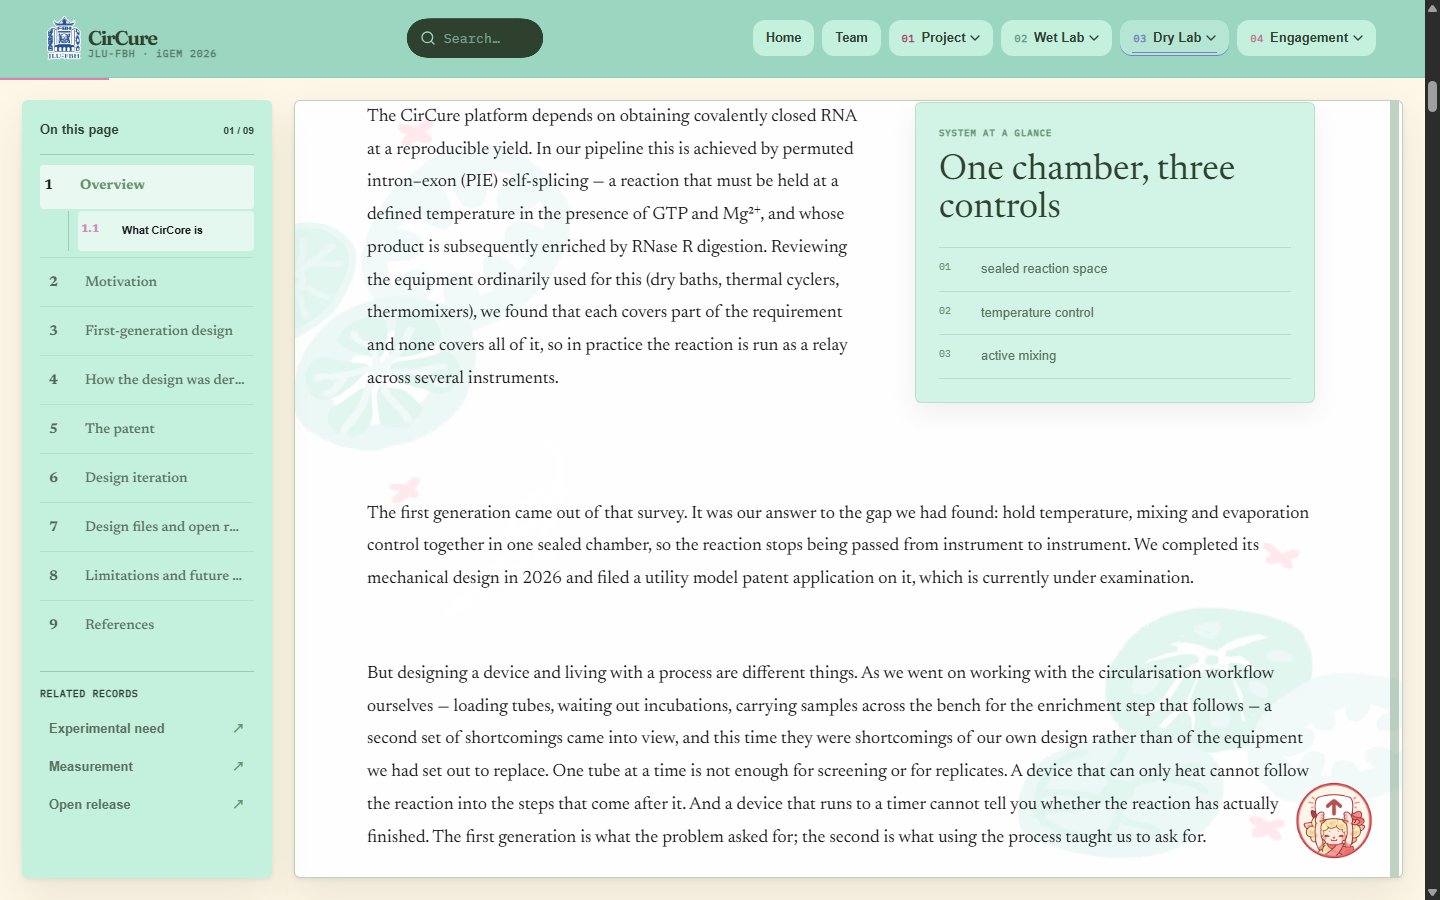 CirCure
JLU-FBH · iGEM 2026
JLU-FBH
Search...
Home
Team
01 Project
02 Wet Lab
03 Dry Lab
04 Engagement
On this page
01 / 09
1 Overview
1.1 What CirCore is
2 Motivation
3 First-generation design
4 How the design was der...
5 The patent
6 Design iteration
7 Design files and open r...
8 Limitations and future ...
9 References
RELATED RECORDS
Experimental need ↗
Measurement ↗
Open release ↗
The CirCure platform depends on obtaining covalently closed RNA
at a reproducible yield. In our pipeline this is achieved by permuted
intron–exon (PIE) self-splicing — a reaction that must be held at a
defined temperature in the presence of GTP and Mg²⁺, and whose
product is subsequently enriched by RNase R digestion. Reviewing
the equipment ordinarily used for this (dry baths, thermal cyclers,
thermomixers), we found that each covers part of the requirement
and none covers all of it, so in practice the reaction is run as a relay
across several instruments.
SYSTEM AT A GLANCE
One chamber, three
controls
01 sealed reaction space
02 temperature control
03 active mixing
The first generation came out of that survey. It was our answer to the gap we had found: hold temperature, mixing and evaporation
control together in one sealed chamber, so the reaction stops being passed from instrument to instrument. We completed its
mechanical design in 2026 and filed a utility model patent application on it, which is currently under examination.
But designing a device and living with a process are different things. As we went on working with the circularisation workflow
ourselves — loading tubes, waiting out incubations, carrying samples across the bench for the enrichment step that follows — a
second set of shortcomings came into view, and this time they were shortcomings of our own design rather than of the equipment
we had set out to replace. One tube at a time is not enough for screening or for replicates. A device that can only heat cannot follow
the reaction into the steps that come after it. And a device that runs to a timer cannot tell you whether the reaction has actually
finished. The first generation is what the problem asked for; the second is what using the process taught us to ask for.